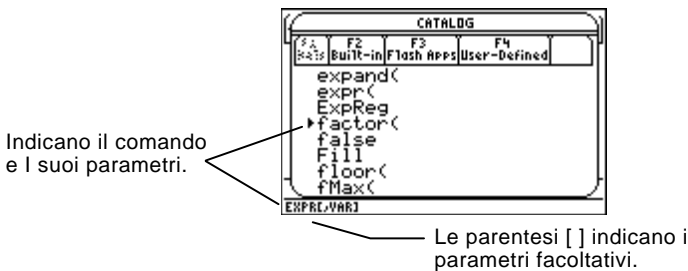 CATALOG
F2 F3 F4
Built-in Flash Apps User-Defined
expand(
expr(
ExpReg
factor(
false
Fill
floor(
fMax(
EXPR[,VAR]
Indicano il comando
e I suoi parametri.
Le parentesi [ ] indicano i
parametri facoltativi.